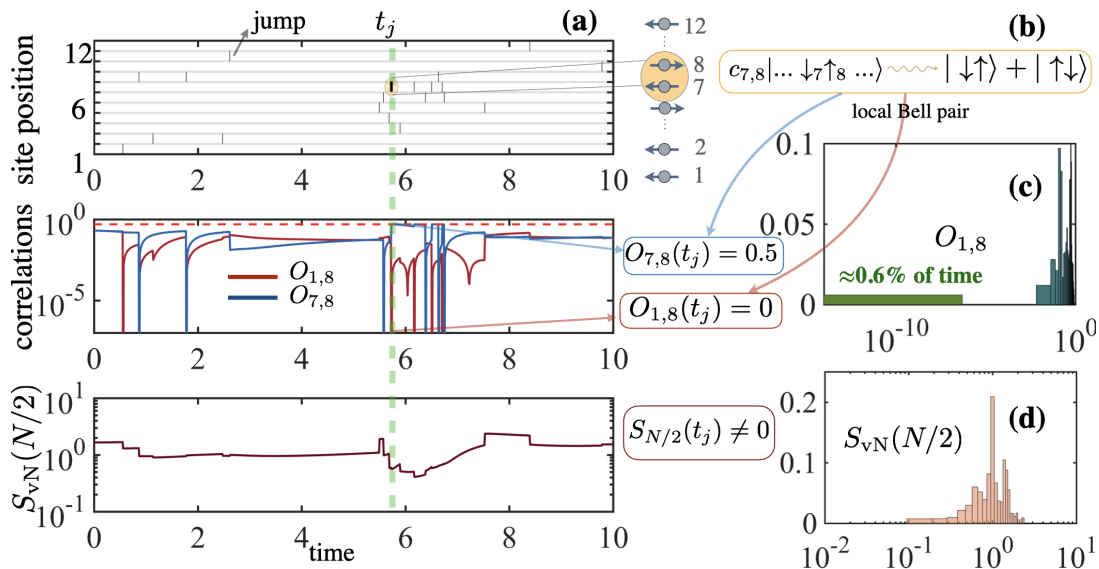 jump
t_j
(a)
site position
12
6
1
0 2 4 6 8 10
12
8
7
2
1
(b)
c_{7,8}|... ↓_7↑_8 ...⟩ ⇝ | ↓↑⟩ + | ↑↓⟩
local Bell pair
correlations
10^0
10^{-5}
O_{1,8}
O_{7,8}
0 2 4 6 8 10
O_{7,8}(t_j) = 0.5
O_{1,8}(t_j) = 0
0.1
0.05
0
(c)
O_{1,8}
≈0.6% of time
10^{-10} 10^0
S_{vN}(N/2)
10^1
10^0
10^{-1}
0 2 4 6 8 10
time
S_{N/2}(t_j) ≠ 0
0.2
0.1
0
(d)
S_{vN}(N/2)
10^{-2} 10^{-1} 10^0 10^1